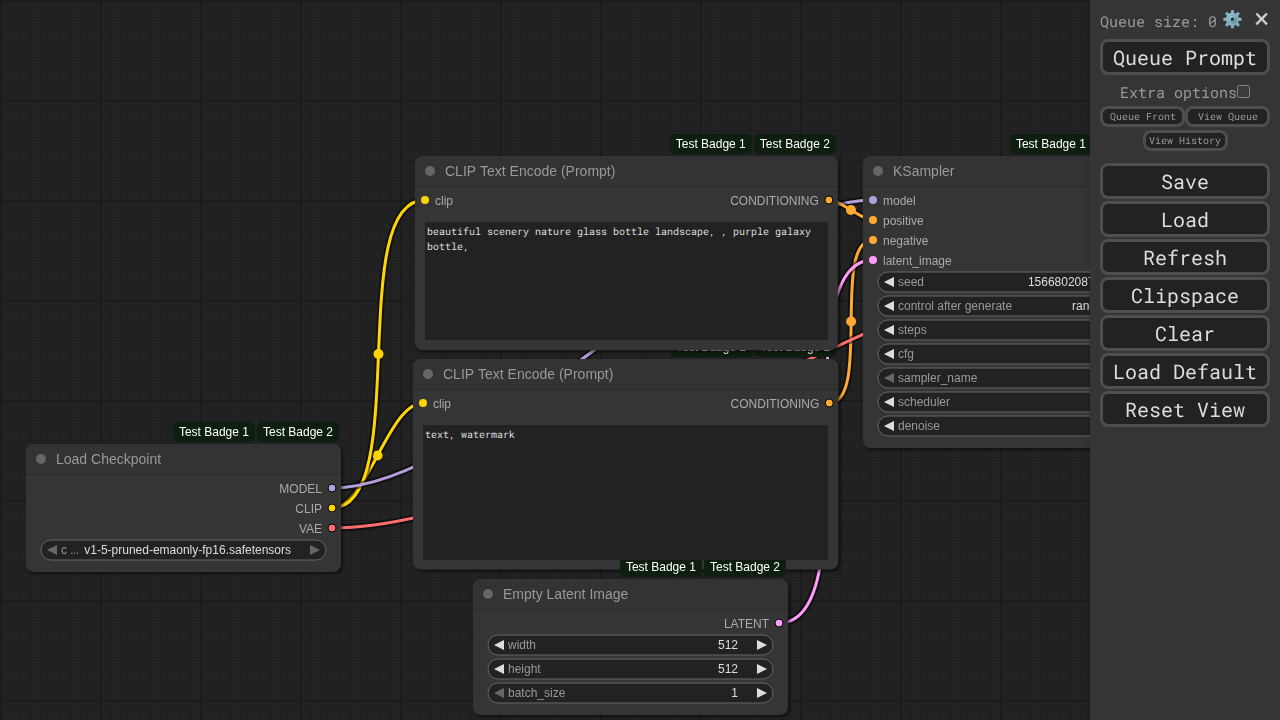 Queue size: 0
Queue Prompt
Extra options
Queue Front
View Queue
View History
Save
Load
Refresh
Clipspace
Clear
Load Default
Reset View
Test Badge 1
Test Badge 2
CLIP Text Encode (Prompt)
clip
CONDITIONING
beautiful scenery nature glass bottle landscape, , purple galaxy
bottle,
Test Badge 1
KSampler
model
positive
negative
latent_image
seed
1566802087
control after generate
ran
steps
cfg
sampler_name
scheduler
denoise
CLIP Text Encode (Prompt)
clip
CONDITIONING
text, watermark
Test Badge 1
Test Badge 2
Load Checkpoint
MODEL
CLIP
VAE
c ...
v1-5-pruned-emaonly-fp16.safetensors
Test Badge 1
Test Badge 2
Empty Latent Image
LATENT
width
512
height
512
batch_size
1